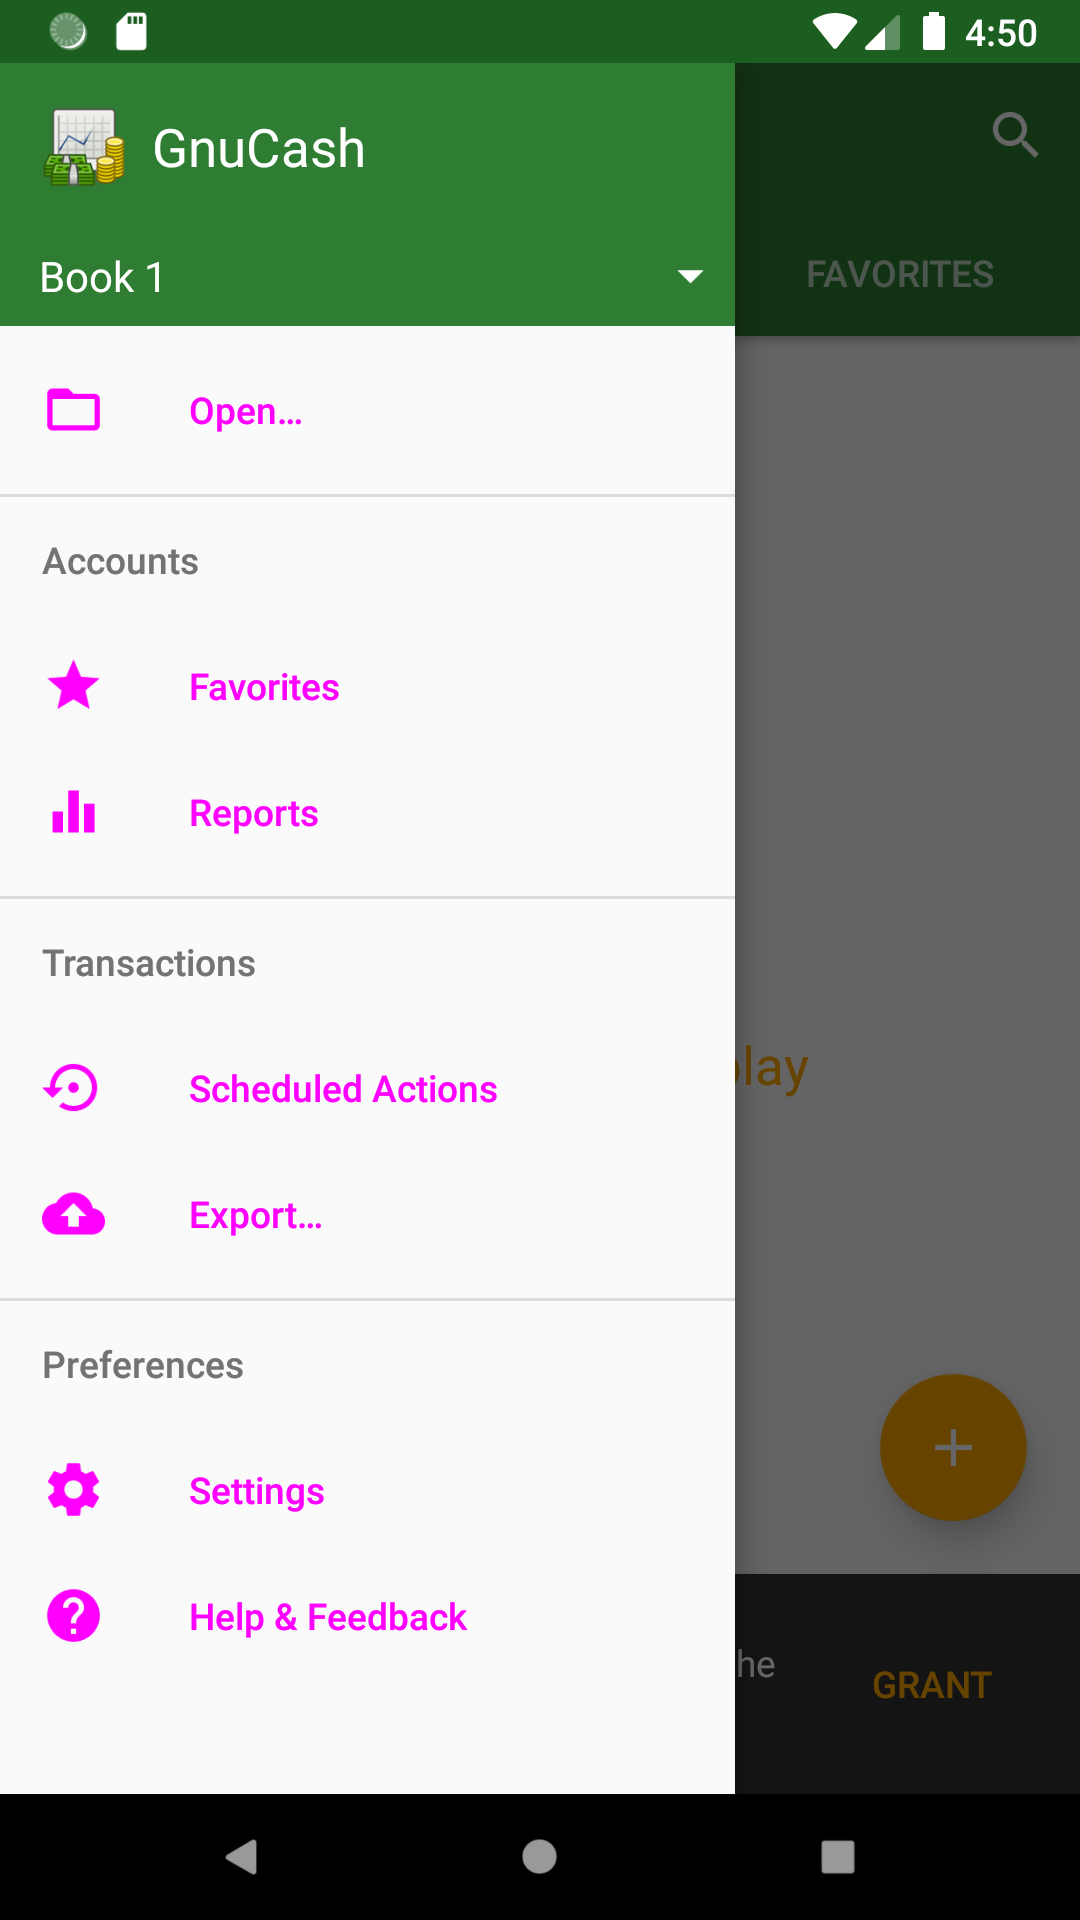 4:50
GnuCash
Book 1
FAVORITES
Open...
Accounts
Favorites
Reports
Transactions
Scheduled Actions
play
Export...
Preferences
Settings
Help & Feedback
he
GRANT